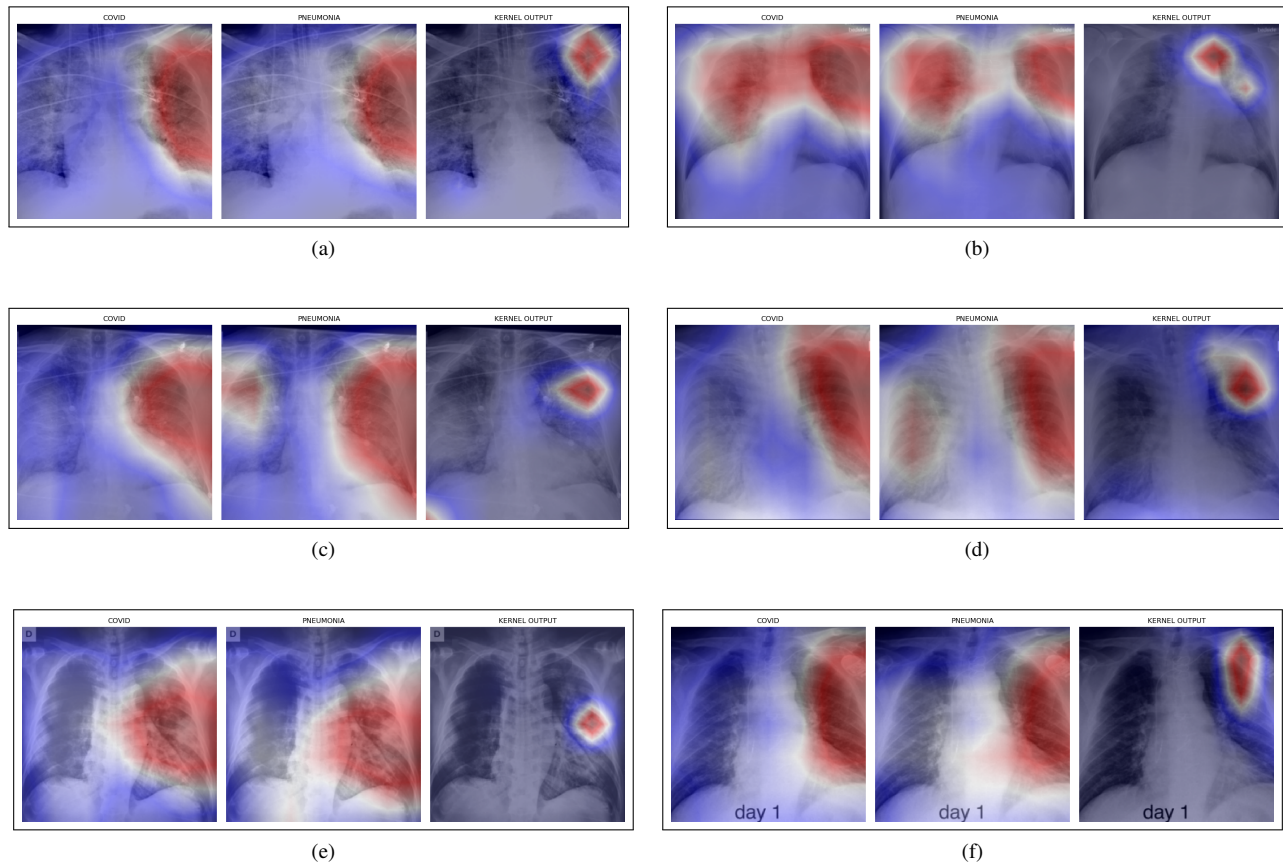 COVID PNEUMONIA KERNEL OUTPUT
COVID PNEUMONIA KERNEL OUTPUT
(a) (b)
COVID PNEUMONIA KERNEL OUTPUT
COVID PNEUMONIA KERNEL OUTPUT
(c) (d)
COVID PNEUMONIA KERNEL OUTPUT
D D D
COVID PNEUMONIA KERNEL OUTPUT
day 1 day 1 day 1
(e) (f)